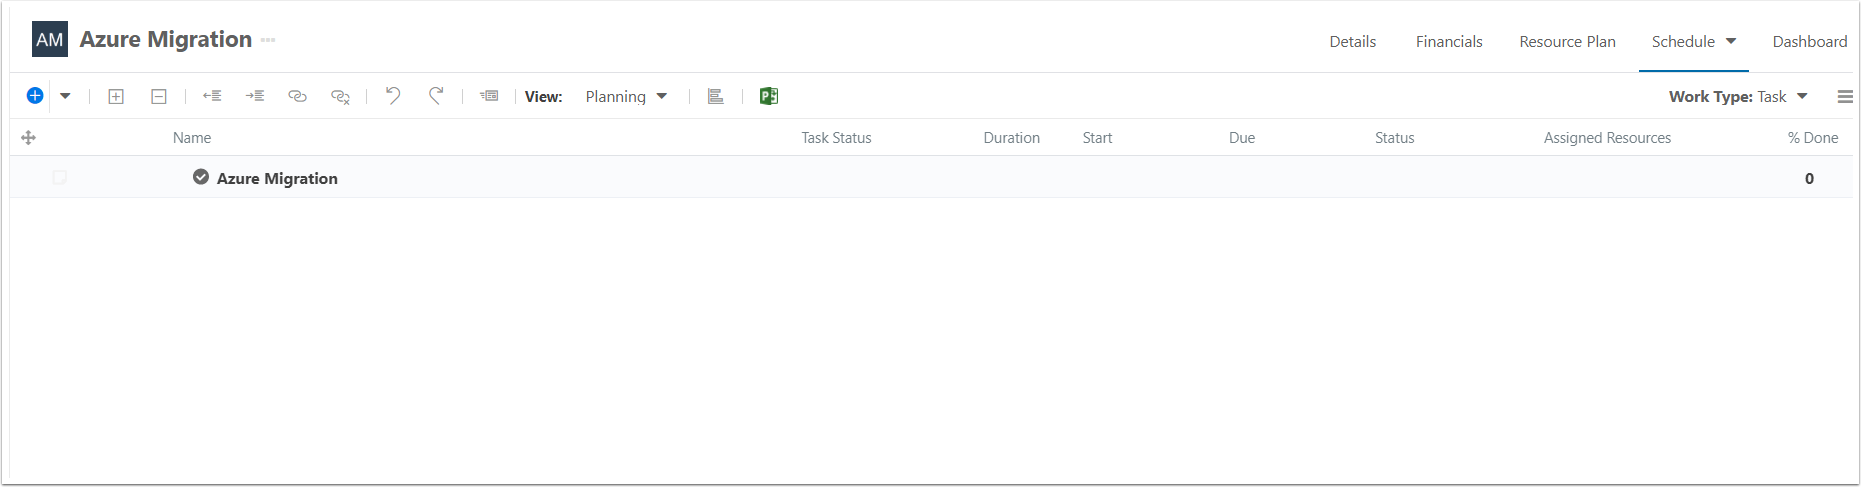 AM Azure Migration Details Financials Resource Plan Schedule Dashboard
View: Planning Work Type: Task
Name Task Status Duration Start Due Status Assigned Resources % Done
Azure Migration 0